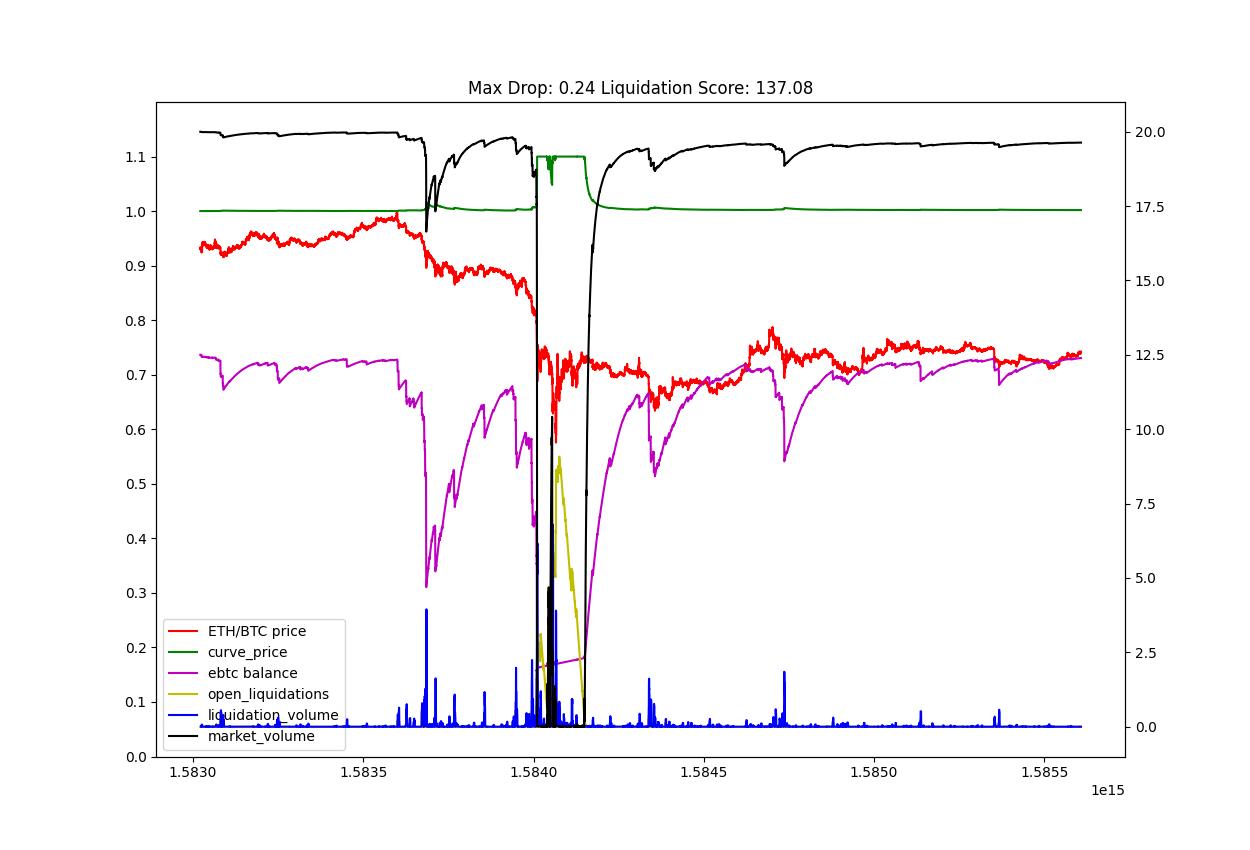 Max Drop: 0.24 Liquidation Score: 137.08
1.1
1.0
0.9
0.8
0.7
0.6
0.5
0.4
0.3
0.2
0.1
0.0
20.0
17.5
15.0
12.5
10.0
7.5
5.0
2.5
0.0
ETH/BTC price
curve_price
ebtc balance
open_liquidations
liquidation_volume
market_volume
1.5830 1.5835 1.5840 1.5845 1.5850 1.5855
1e15